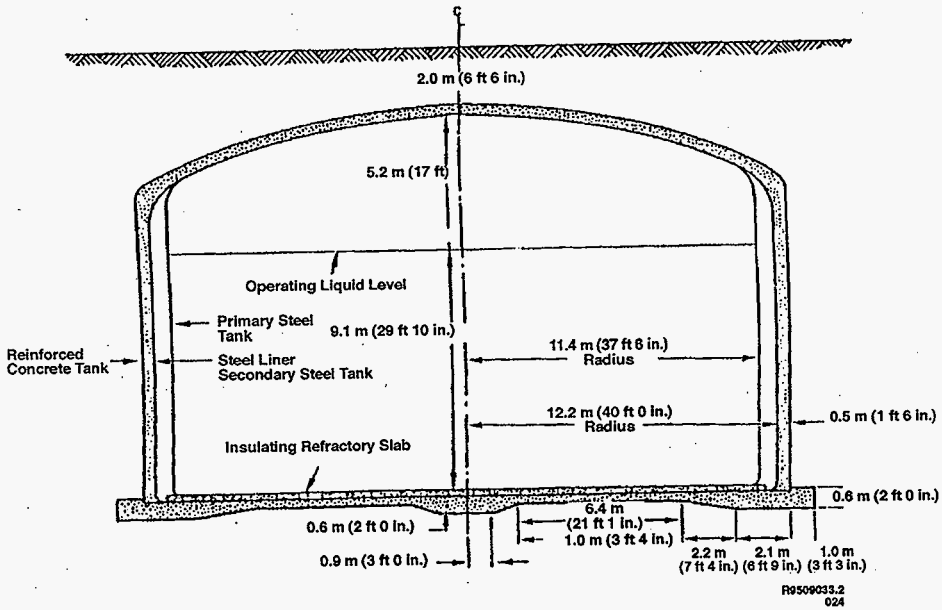 C
L
2.0 m (6 ft 6 in.)
5.2 m (17 ft)
Operating Liquid Level
Primary Steel
Tank
9.1 m (29 ft 10 in.)
Reinforced
Concrete Tank
Steel Liner
Secondary Steel Tank
11.4 m (37 ft 6 in.)
Radius
12.2 m (40 ft 0 in.)
Radius
0.5 m (1 ft 6 in.)
Insulating Refractory Slab
0.6 m (2 ft 0 in.)
6.4 m
(21 ft 1 in.)
0.6 m (2 ft 0 in.)
1.0 m (3 ft 4 in.)
0.9 m (3 ft 0 in.)
2.2 m
(7 ft 4 in.)
2.1 m
(6 ft 9 in.)
1.0 m
(3 ft 3 in.)
R9509033.2
024